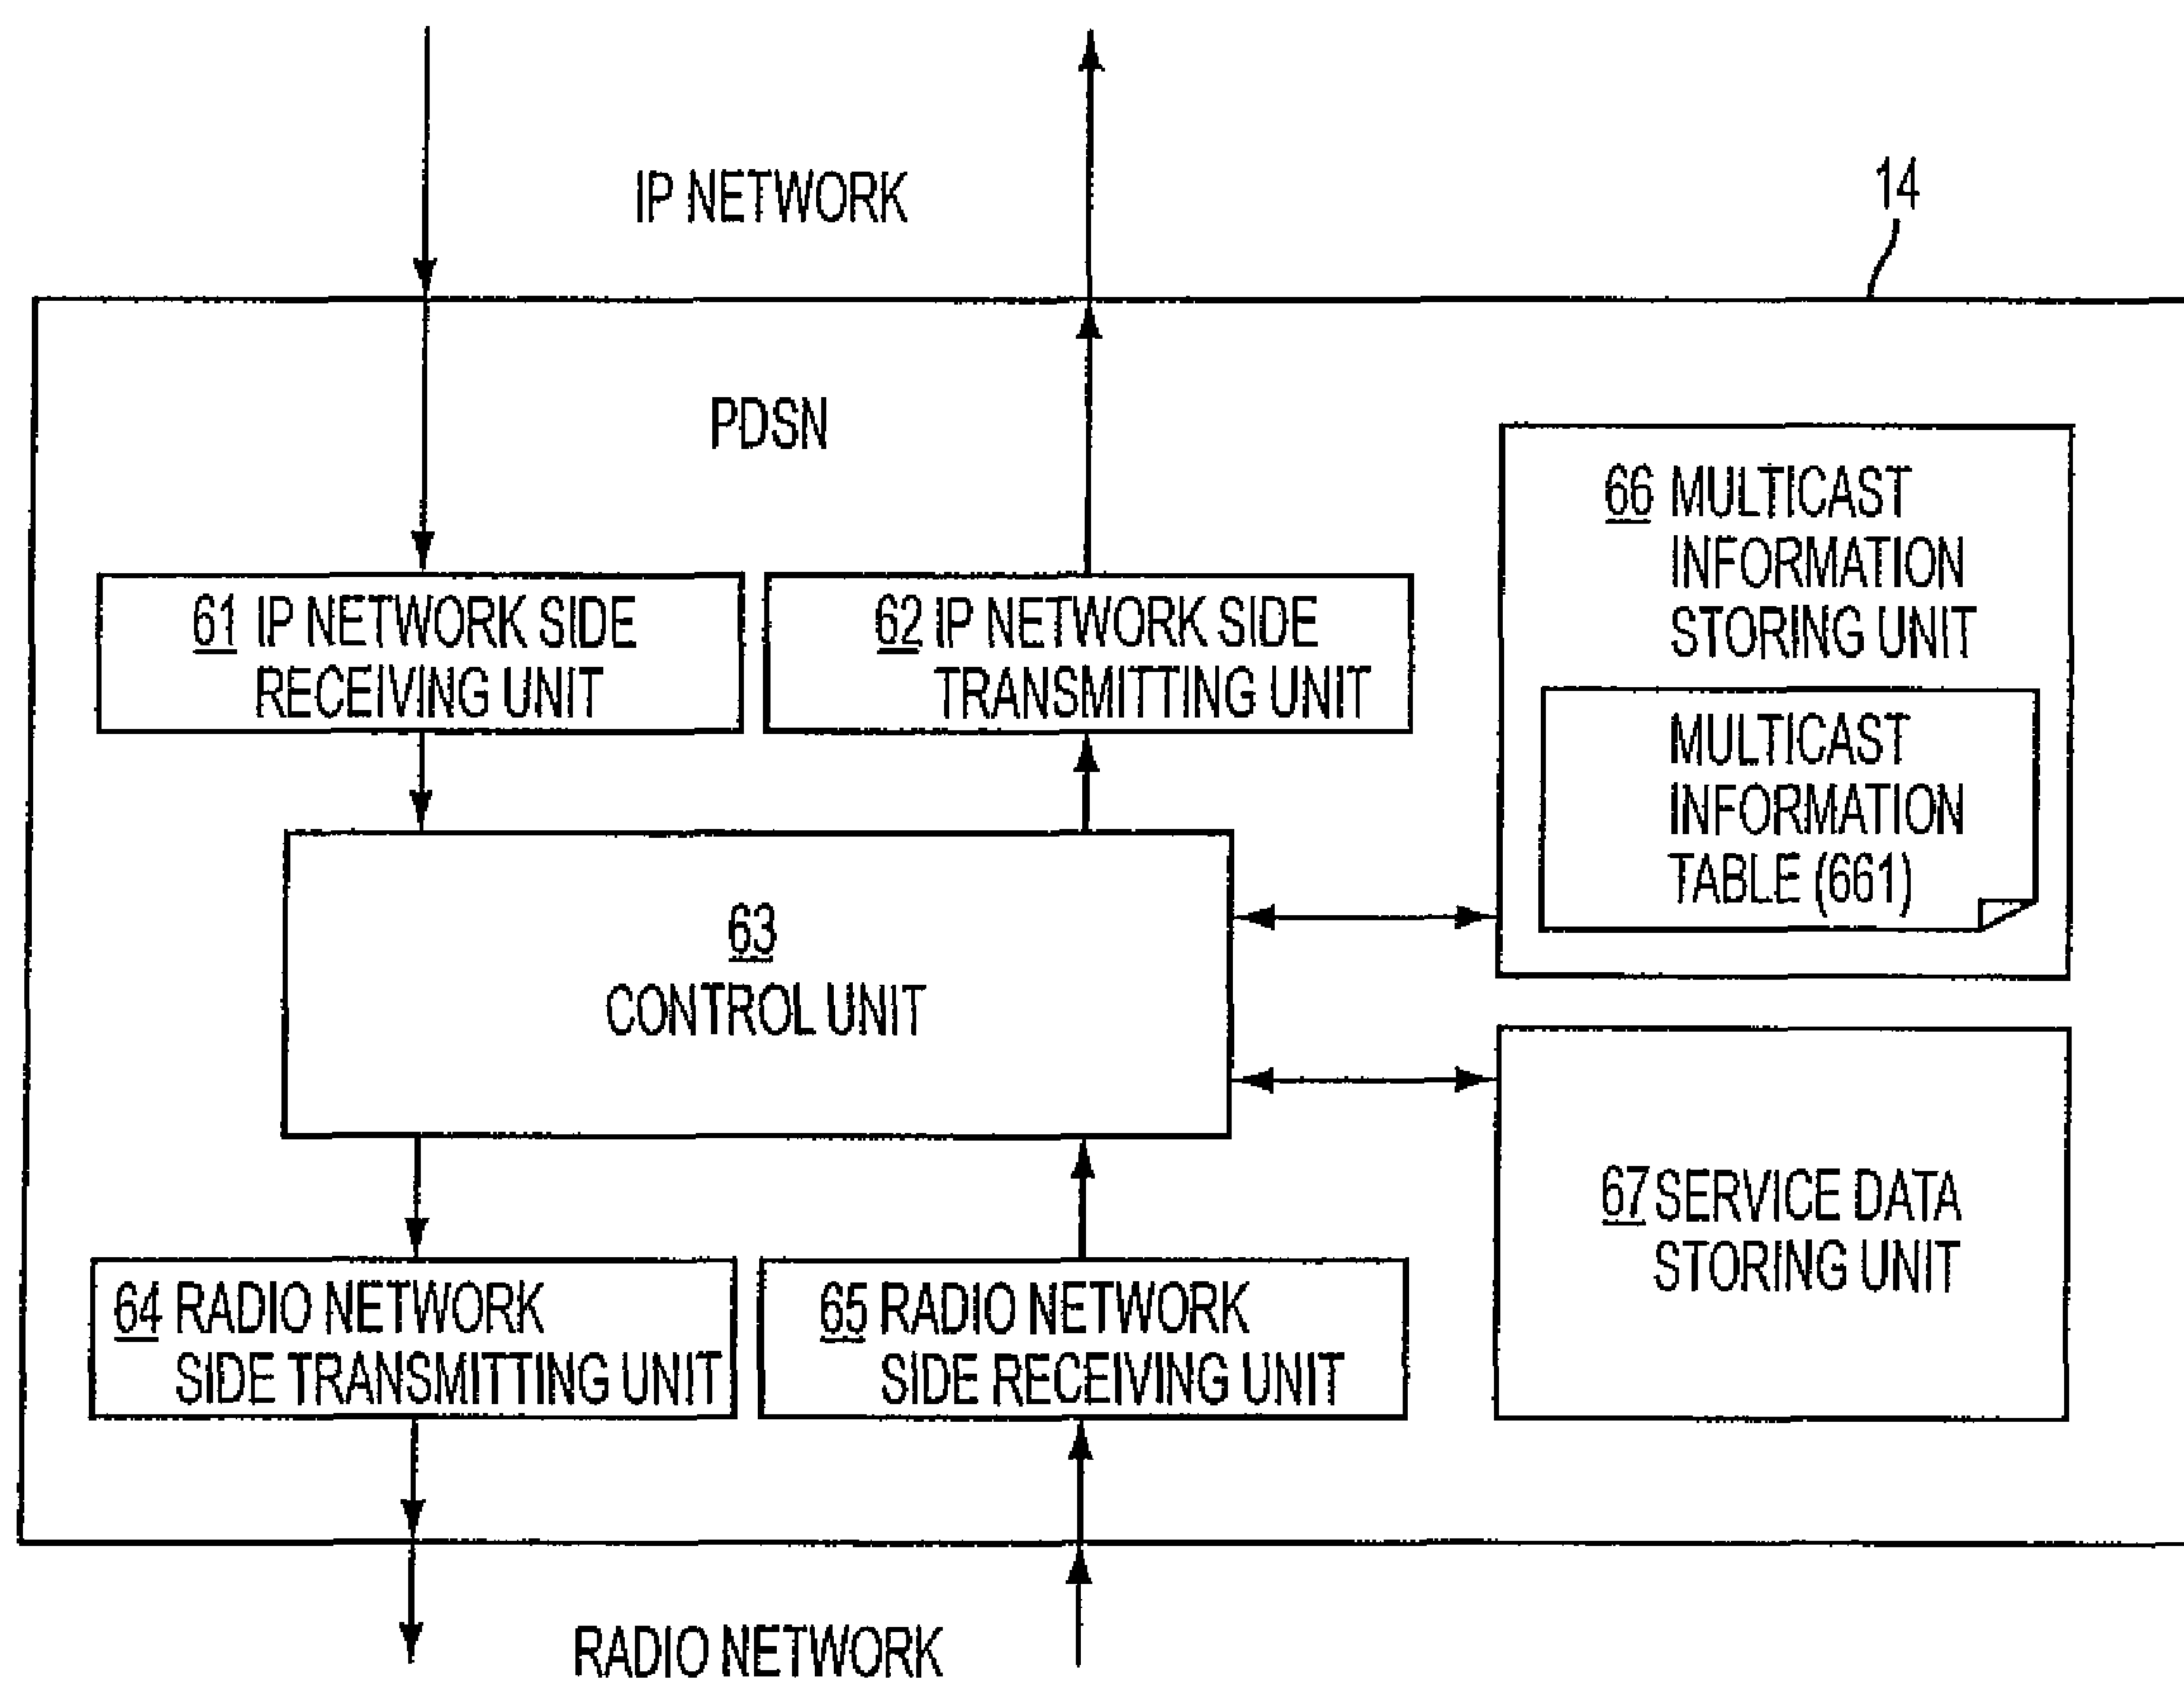 IP NETWORK
14
PDSN
61 IP NETWORK SIDE
RECEIVING UNIT
62 IP NETWORK SIDE
TRANSMITTING UNIT
66 MULTICAST
INFORMATION
STORING UNIT
MULTICAST
INFORMATION
TABLE (661)
63
CONTROL UNIT
67 SERVICE DATA
STORING UNIT
64 RADIO NETWORK
SIDE TRANSMITTING UNIT
65 RADIO NETWORK
SIDE RECEIVING UNIT
RADIO NETWORK